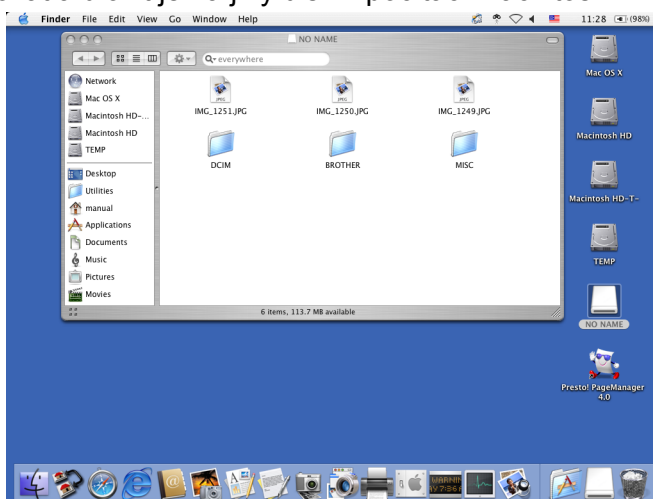 Finder File Edit View Go Window Help 11:28 (98%)
NO NAME
everywhere
Network
Mac OS X
Macintosh HD-...
Macintosh HD
TEMP
Desktop
Utilities
manual
Applications
Documents
Music
Pictures
Movies
JPEG JPEG JPEG
IMG_1251.JPG IMG_1250.JPG IMG_1249.JPG
DCIM BROTHER MISC
6 items, 113.7 MB available
Mac OS X
Macintosh HD
Macintosh HD-T-
TEMP
NO NAME
Presto! PageManager
4.0